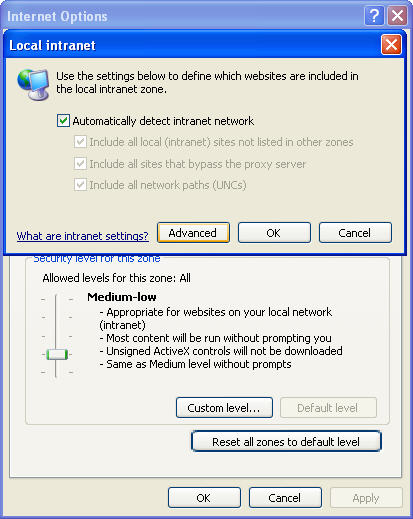 Internet Options
Local intranet
Use the settings below to define which websites are included in
the local intranet zone.
Automatically detect intranet network
Include all local (intranet) sites not listed in other zones
Include all sites that bypass the proxy server
Include all network paths (UNCs)
What are intranet settings? Advanced OK Cancel
Security level for this zone
Allowed levels for this zone: All
Medium-low
- Appropriate for websites on your local network
(intranet)
- Most content will be run without prompting you
- Unsigned ActiveX controls will not be downloaded
- Same as Medium level without prompts
Custom level... Default level
Reset all zones to default level
OK Cancel Apply